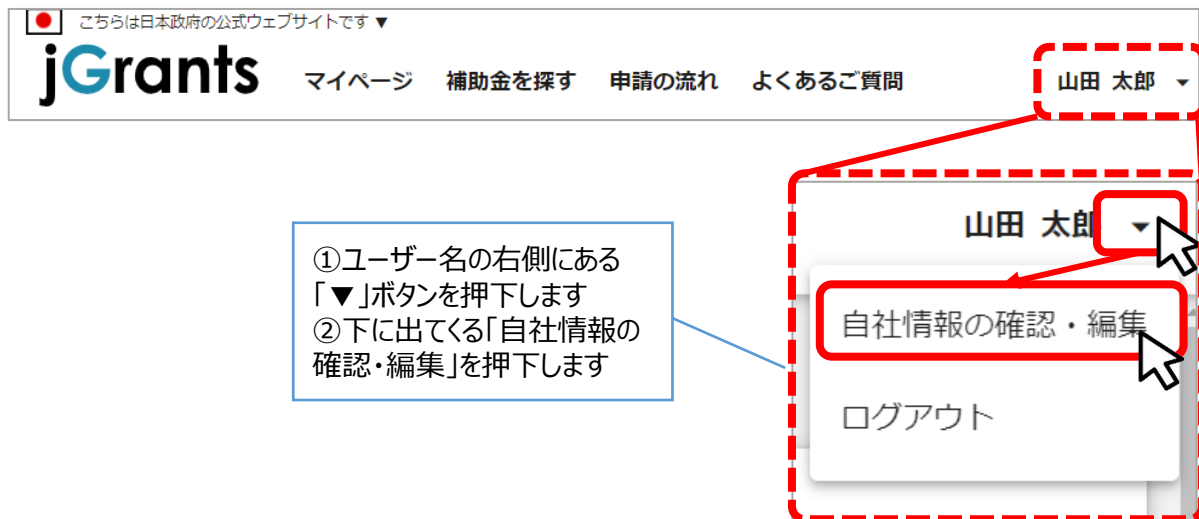 こちらは日本政府の公式ウェブサイトです ▼
jGrants マイページ 補助金を探す 申請の流れ よくあるご質問 山田 太郎
山田 太郎
①ユーザー名の右側にある
「▼」ボタンを押下します
②下に出てくる「自社情報の
確認・編集」を押下します
自社情報の確認・編集
ログアウト